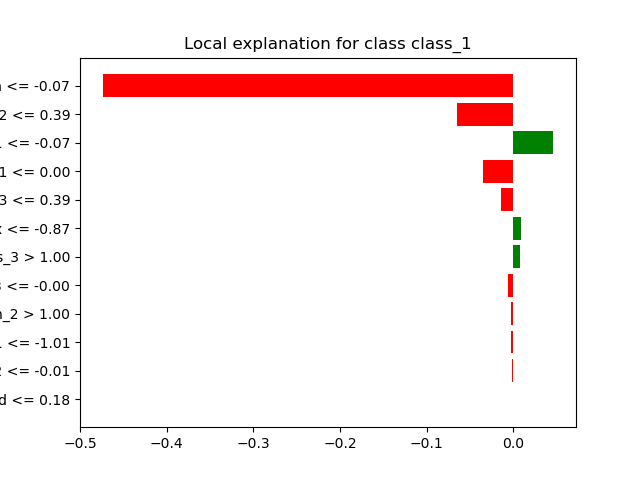 Local explanation for class class_1
<= -0.07
2 <= 0.39
<= -0.07
1 <= 0.00
3 <= 0.39
x <= -0.87
s_3 > 1.00
<= -0.00
_2 > 1.00
<= -1.01
2 <= -0.01
d <= 0.18
−0.5 −0.4 −0.3 −0.2 −0.1 0.0